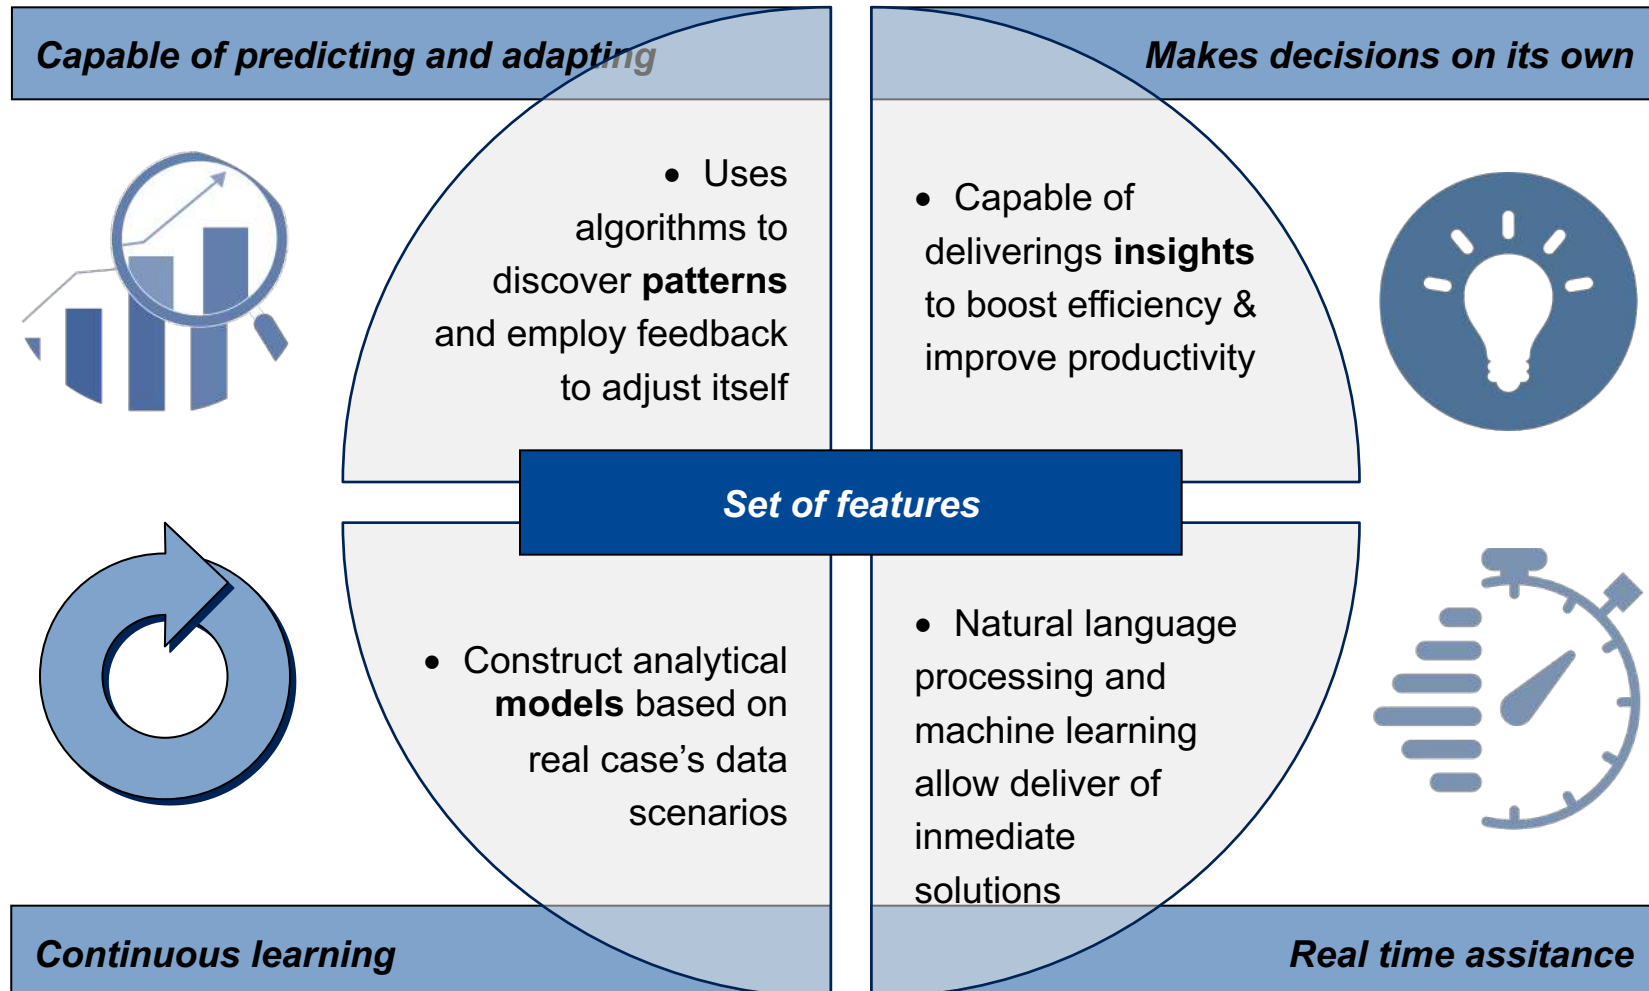 Capable of predicting and adapting
Makes decisions on its own
• Uses
algorithms to
discover patterns
and employ feedback
to adjust itself
• Capable of
deliverings insights
to boost efficiency &
improve productivity
Set of features
• Construct analytical
models based on
real case’s data
scenarios
• Natural language
processing and
machine learning
allow deliver of
inmediate
solutions
Continuous learning
Real time assitance